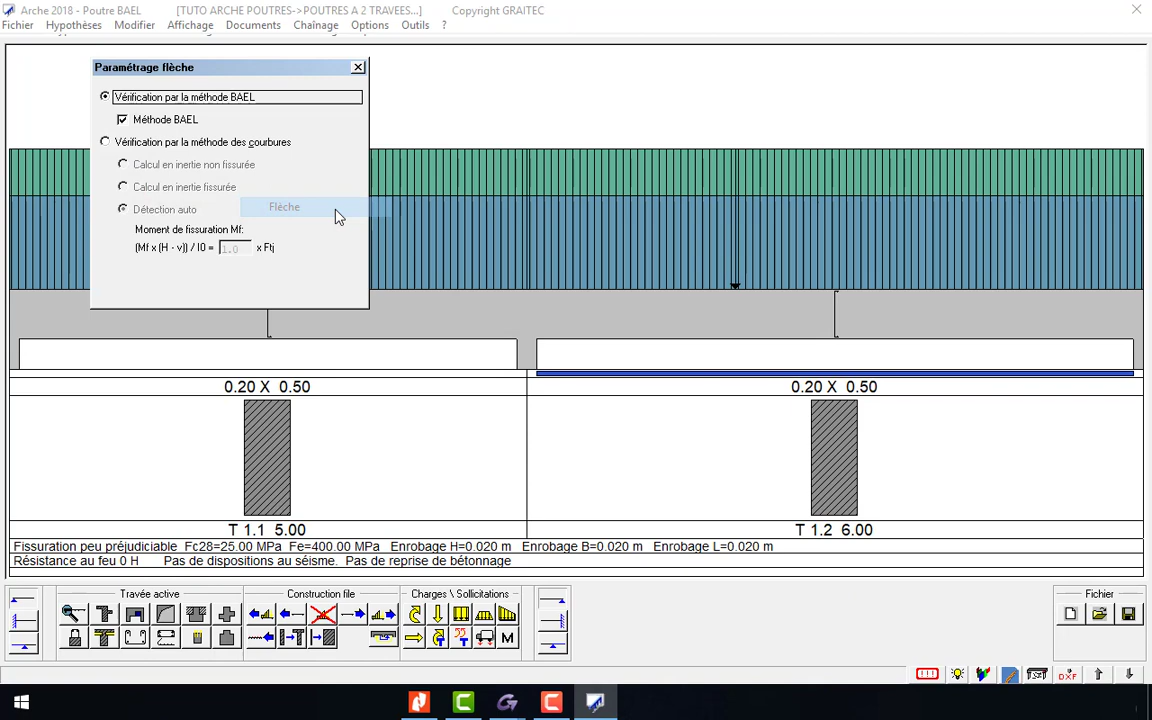 Arche 2018 - Poutre BAEL [TUTO ARCHE POUTRES->POUTRES A 2 TRAVEES...] Copyright GRAITEC
Fichier Hypothèses Modifier Affichage Documents Chaînage Options Outils ?
Paramétrage flèche
Vérification par la méthode BAEL
Méthode BAEL
Vérification par la méthode des courbures
Calcul en inertie non fissurée
Calcul en inertie fissurée
Détection auto
Flèche
Moment de fissuration Mf:
(Mf x (H - v)) / I0 = 1.0 x Ftj
0.20 X 0.50 0.20 X 0.50
T 1.1 5.00 T 1.2 6.00
Fissuration peu préjudiciable Fc28=25.00 MPa Fe=400.00 MPa Enrobage H=0.020 m Enrobage B=0.020 m Enrobage L=0.020 m
Résistance au feu 0 H Pas de dispositions au séisme. Pas de reprise de bétonnage
Travée active Construction file Charges \ Sollicitations Fichier
M
DXF